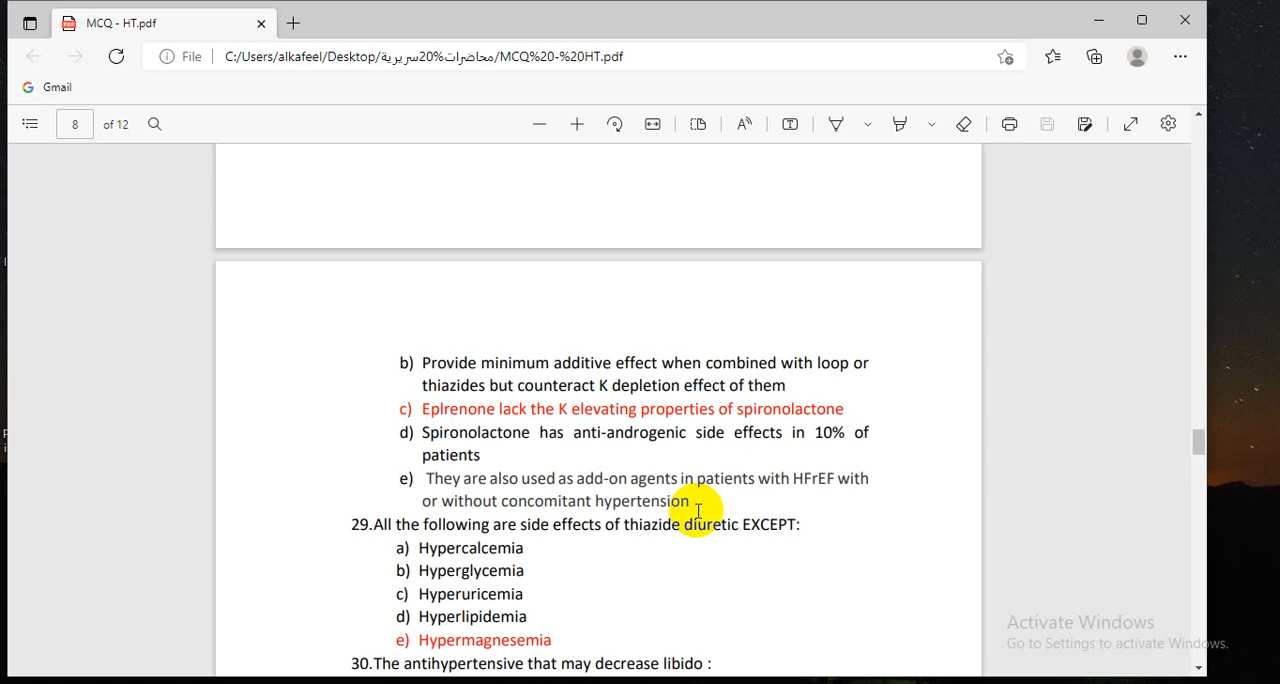 MCQ - HT.pdf
File
C:/Users/alkafeel/Desktop/محاضرات%20سريرية/MCQ%20-%20HT.pdf
Gmail
8 of 12
b) Provide minimum additive effect when combined with loop or
thiazides but counteract K depletion effect of them
c) Eplrenone lack the K elevating properties of spironolactone
d) Spironolactone has anti-androgenic side effects in 10% of
patients
e) They are also used as add-on agents in patients with HFrEF with
or without concomitant hypertension
29.All the following are side effects of thiazide diuretic EXCEPT:
a) Hypercalcemia
b) Hyperglycemia
c) Hyperuricemia
d) Hyperlipidemia
e) Hypermagnesemia
30.The antihypertensive that may decrease libido :
Activate Windows
Go to Settings to activate Windows.